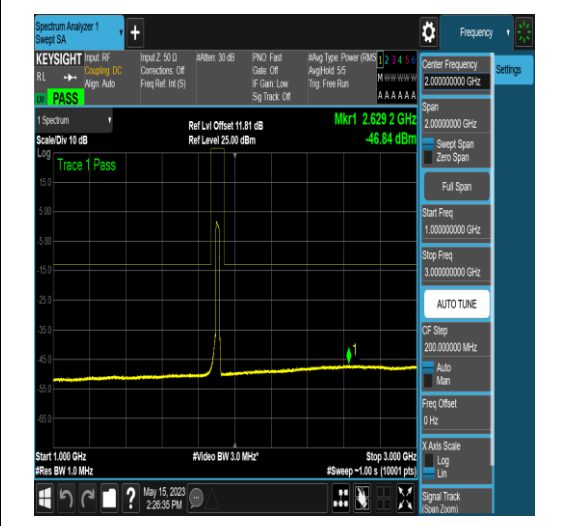 Spectrum Analyzer 1
Swept SA
Frequency
KEYSIGHT
Input: RF
Coupling: DC
Align: Auto
Input Z: 50 Ω
Corrections: Off
Freq Ref: Int (S)
#Atten: 30 dB
PNO: Fast
Gate: Off
IF Gain: Low
Sig Track: Off
#Avg Type: Power (RMS
Avg|Hold: 5/5
Trig: Free Run
1 2 3 4 5 6
M W W W W W
A A A A A A
RL
LXI PASS
1 Spectrum
Scale/Div 10 dB
Ref Lvl Offset 11.81 dB
Ref Level 25.00 dBm
Mkr1 2.629 2 GHz
-46.84 dBm
Log
Trace 1 Pass
15.0
5.00
-5.00
-15.0
-25.0
-35.0
-45.0
-55.0
-65.0
1
Start 1.000 GHz
#Res BW 1.0 MHz
#Video BW 3.0 MHz*
Stop 3.000 GHz
#Sweep ~1.00 s (10001 pts)
May 15, 2023
2:26:35 PM
Center Frequency
2.000000000 GHz
Settings
Span
2.00000000 GHz
Swept Span
Zero Span
Full Span
Start Freq
1.000000000 GHz
Stop Freq
3.000000000 GHz
AUTO TUNE
CF Step
200.000000 MHz
Auto
Man
Freq Offset
0 Hz
X Axis Scale
Log
Lin
Signal Track
(Span Zoom)